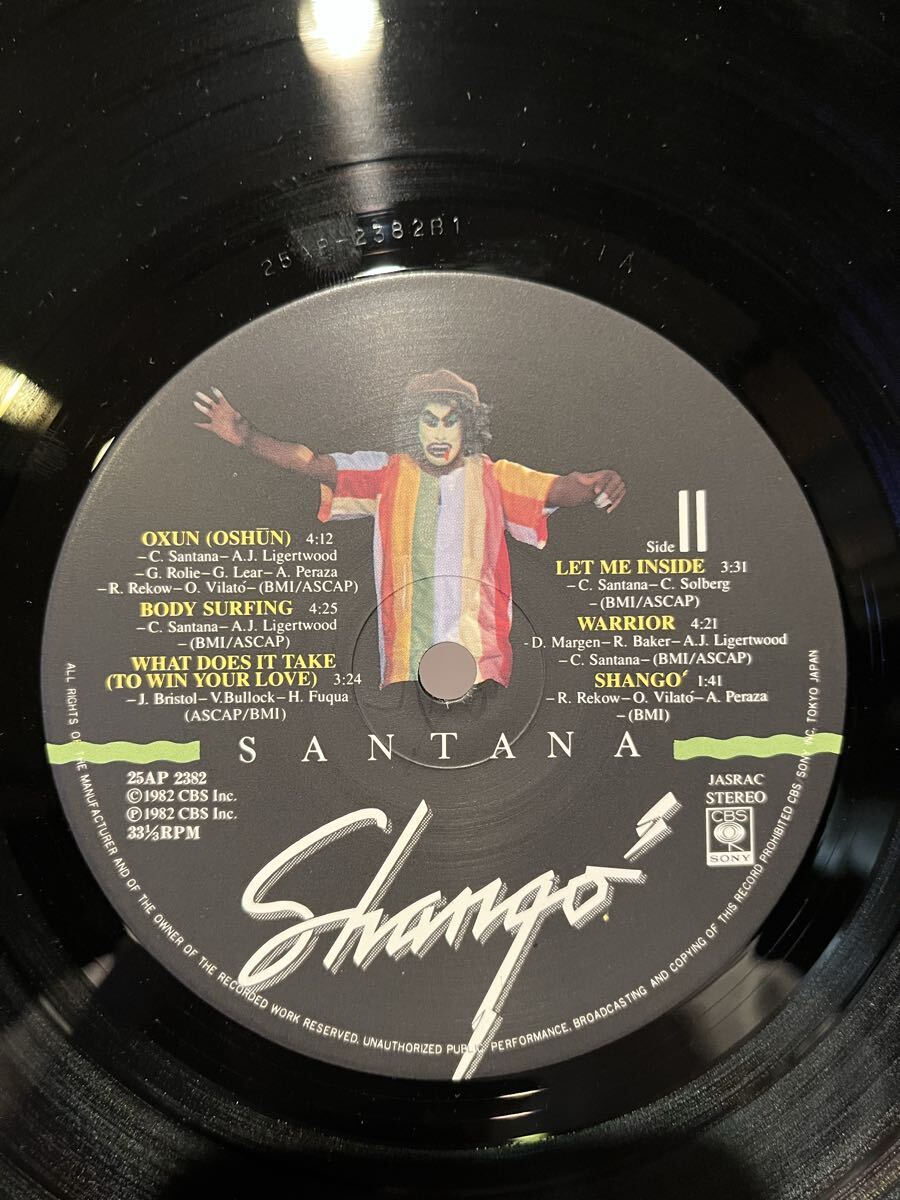 25AP-2382B1 1A
OXUN (OSHŪN) 4:12
–C. Santana–A.J. Ligertwood
–G. Rolie–G. Lear–A. Peraza
–R. Rekow–O. Vilató–(BMI/ASCAP)
BODY SURFING 4:25
–C. Santana–A.J. Ligertwood
–(BMI/ASCAP)
WHAT DOES IT TAKE
(TO WIN YOUR LOVE) 3:24
–J. Bristol–V.Bullock–H. Fuqua
(ASCAP/BMI)
Side II
LET ME INSIDE 3:31
–C. Santana–C. Solberg
–(BMI/ASCAP)
WARRIOR 4:21
-D. Margen–R. Baker–A.J. Ligertwood
–C. Santana–(BMI/ASCAP)
SHANGÓ 1:41
–R. Rekow–O. Vilató–A. Peraza
–(BMI)
SANTANA
25AP 2382
©1982 CBS Inc.
℗1982 CBS Inc.
33⅓RPM
JASRAC
STEREO
CBS
SONY
Shangó
ALL RIGHTS OF THE MANUFACTURER AND OF THE OWNER OF THE RECORDED WORK RESERVED. UNAUTHORIZED PUBLIC PERFORMANCE, BROADCASTING AND COPYING OF THIS RECORD PROHIBITED CBS/SONY INC. TOKYO JAPAN